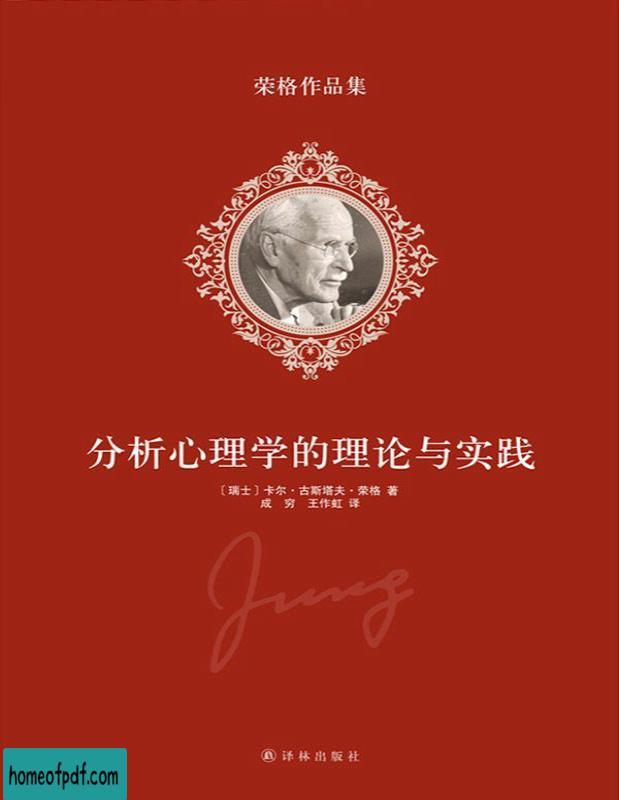 荣格作品集
分析心理学的理论与实践
〔瑞士〕卡尔·古斯塔夫·荣格 著
成 穷 王作虹 译
Jung
译林出版社
homeofpdf.com